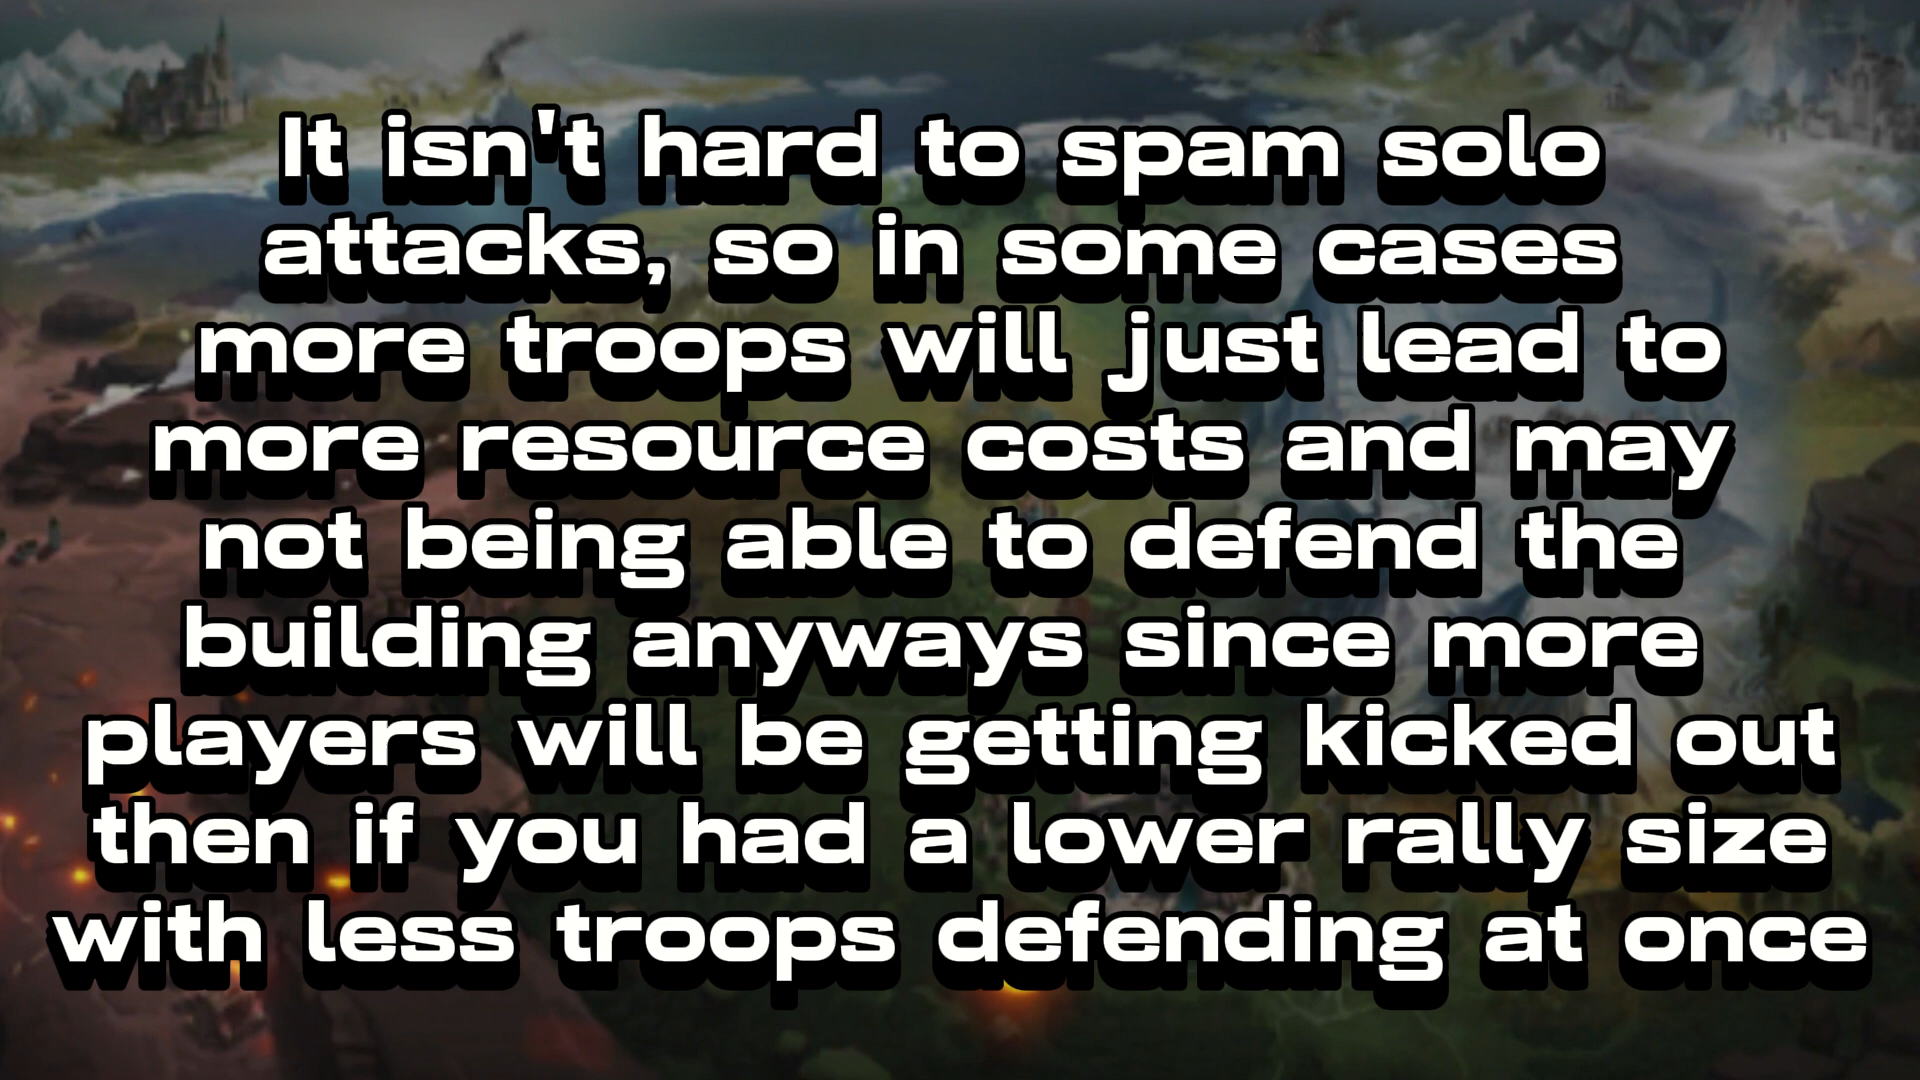 It isn't hard to spam solo
attacks, so in some cases
more troops will just lead to
more resource costs and may
not being able to defend the
building anyways since more
players will be getting kicked out
then if you had a lower rally size
with less troops defending at once